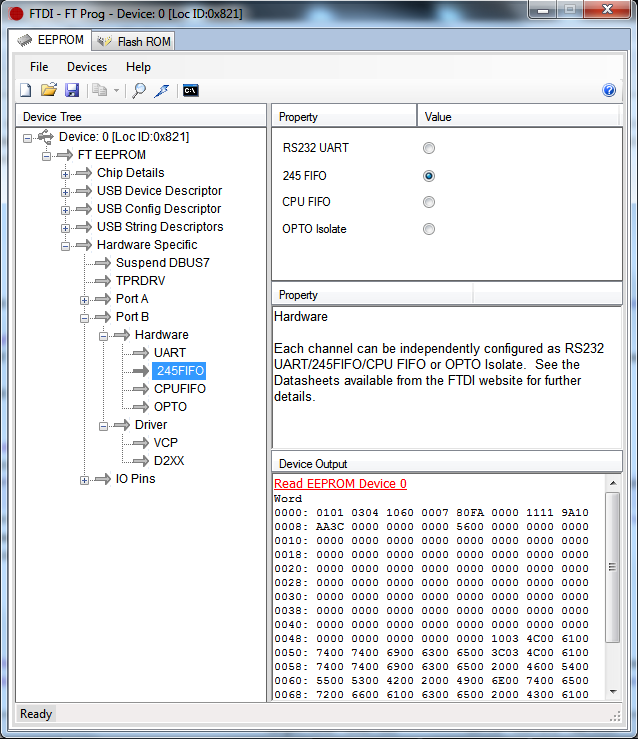 FTDI - FT Prog - Device: 0 [Loc ID:0x821]
EEPROM
Flash ROM
File Devices Help
C:\
Device Tree
Device: 0 [Loc ID:0x821]
FT EEPROM
Chip Details
USB Device Descriptor
USB Config Descriptor
USB String Descriptors
Hardware Specific
Suspend DBUS7
TPRDRV
Port A
Port B
Hardware
UART
245FIFO
CPUFIFO
OPTO
Driver
VCP
D2XX
IO Pins
Property Value
RS232 UART
245 FIFO
CPU FIFO
OPTO Isolate
Property
Hardware
Each channel can be independently configured as RS232
UART/245FIFO/CPU FIFO or OPTO Isolate. See the
Datasheets available from the FTDI website for further
details.
Device Output
Read EEPROM Device 0
Word
0000: 0101 0304 1060 0007 80FA 0000 1111 9A10
0008: AA3C 0000 0000 0000 5600 0000 0000 0000
0010: 0000 0000 0000 0000 0000 0000 0000 0000
0018: 0000 0000 0000 0000 0000 0000 0000 0000
0020: 0000 0000 0000 0000 0000 0000 0000 0000
0028: 0000 0000 0000 0000 0000 0000 0000 0000
0030: 0000 0000 0000 0000 0000 0000 0000 0000
0038: 0000 0000 0000 0000 0000 0000 0000 0000
0040: 0000 0000 0000 0000 0000 0000 0000 0000
0048: 0000 0000 0000 0000 0000 1003 4C00 6100
0050: 7400 7400 6900 6300 6500 3C03 4C00 6100
0058: 7400 7400 6900 6300 6500 2000 4600 5400
0060: 5500 5300 4200 2000 4900 6E00 7400 6500
0068: 7200 6600 6100 6300 6500 2000 4300 6100
Ready